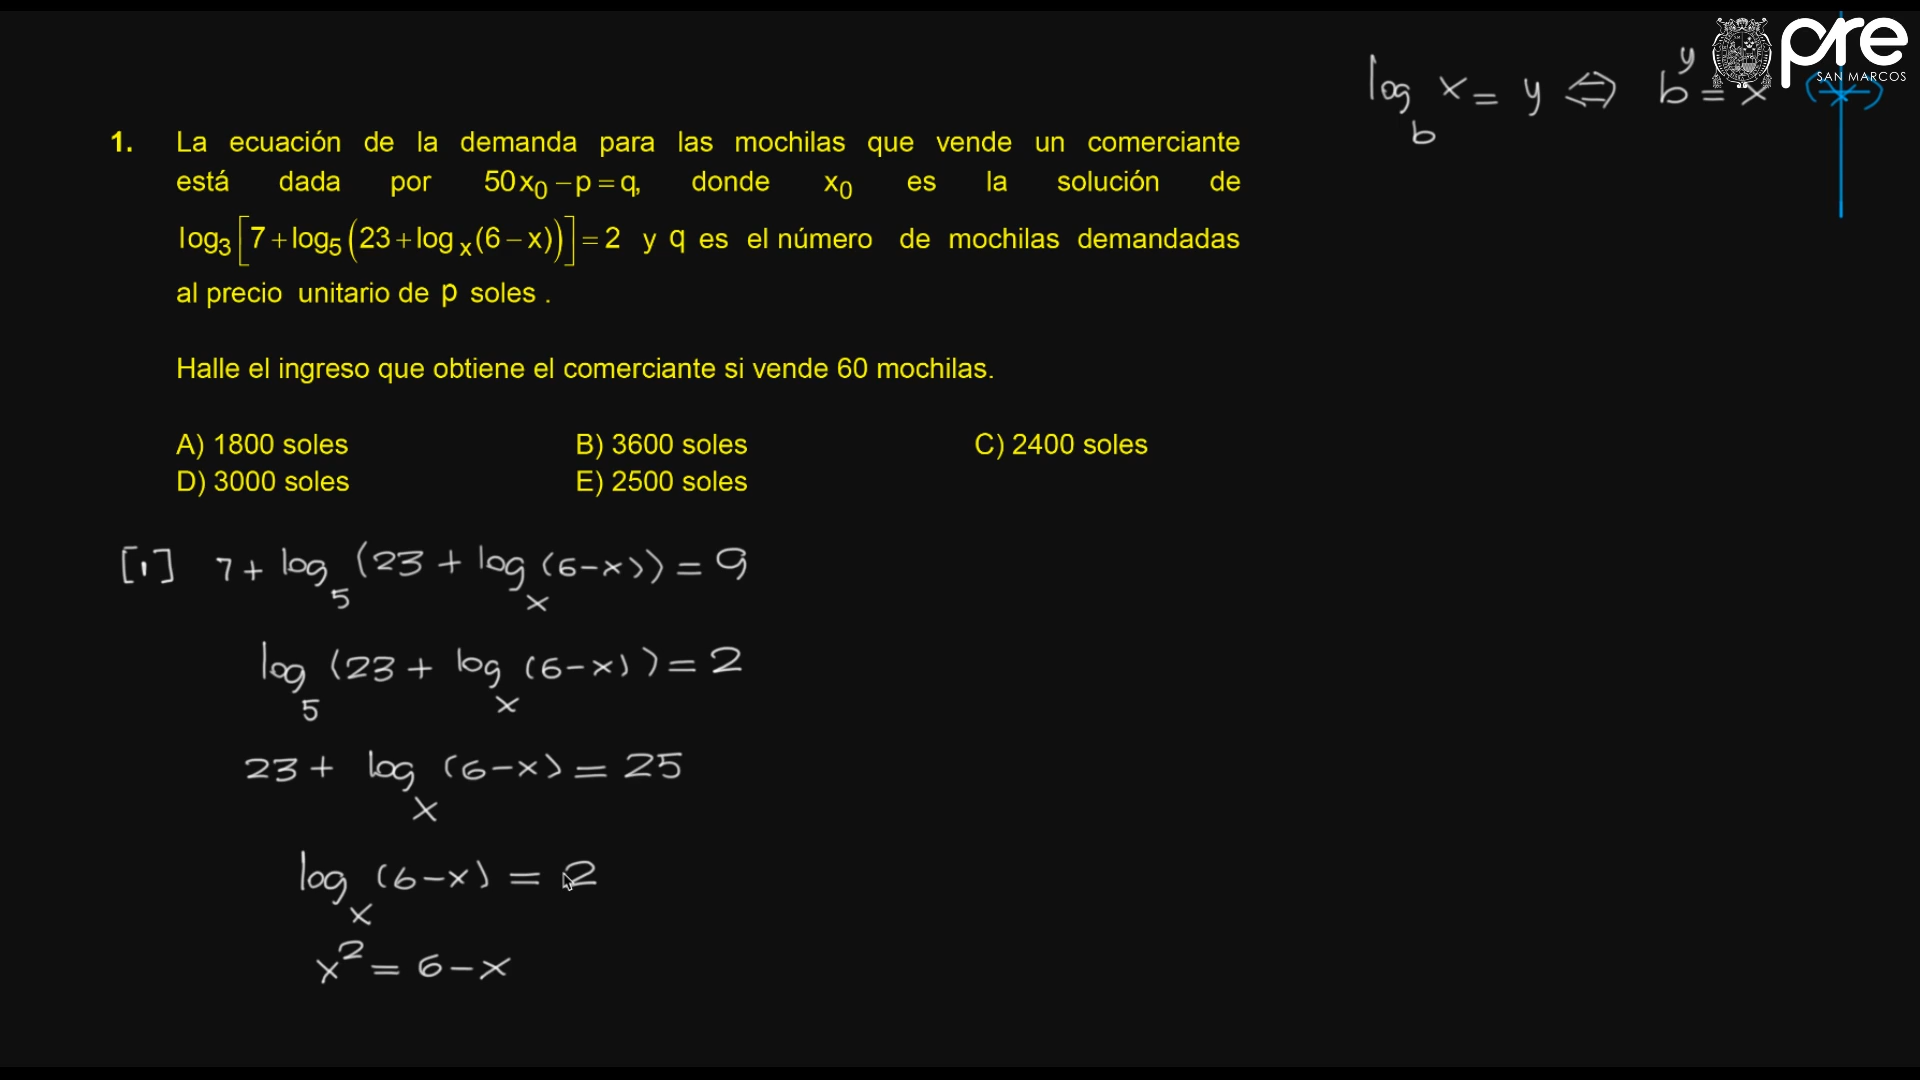 pre
SAN MARCOS
log_b x = y ⇔ b^y = x (*)
1. La ecuación de la demanda para las mochilas que vende un comerciante
está dada por 50x₀ − p = q, donde x₀ es la solución de
log₃[7 + log₅(23 + logₓ(6 − x))] = 2 y q es el número de mochilas demandadas
al precio unitario de p soles .
Halle el ingreso que obtiene el comerciante si vende 60 mochilas.
A) 1800 soles B) 3600 soles C) 2400 soles
D) 3000 soles E) 2500 soles
[1] 7 + log₅ (23 + logₓ (6−x)) = 9
log₅ (23 + logₓ (6−x)) = 2
23 + logₓ (6−x) = 25
logₓ (6−x) = 2
x² = 6−x